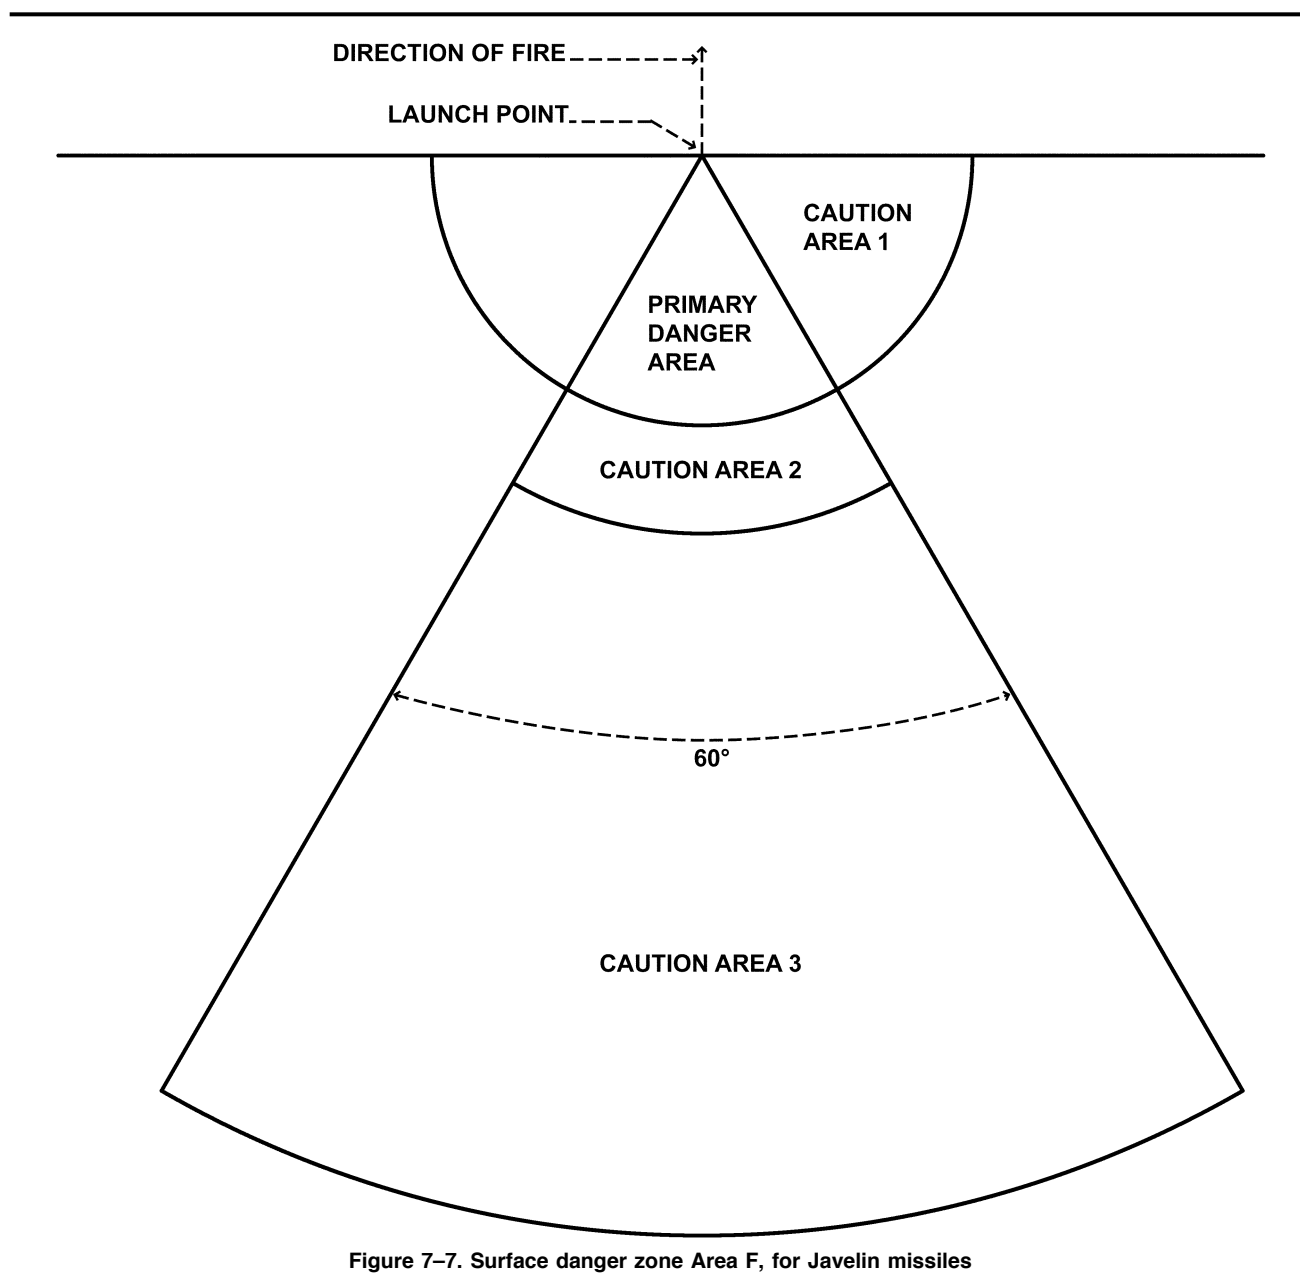 DIRECTION OF FIRE
LAUNCH POINT
CAUTION
AREA 1
PRIMARY
DANGER
AREA
CAUTION AREA 2
60°
CAUTION AREA 3
Figure 7–7. Surface danger zone Area F, for Javelin missiles